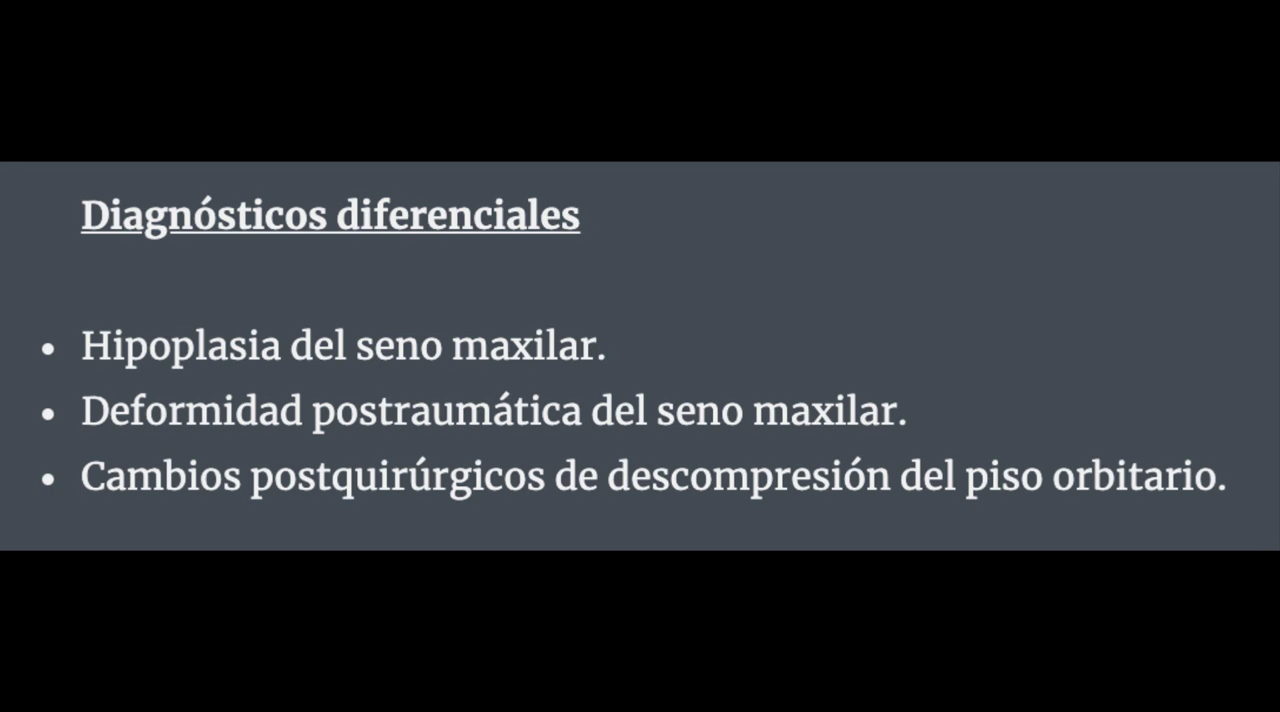 Diagnósticos diferenciales
• Hipoplasia del seno maxilar.
• Deformidad postraumática del seno maxilar.
• Cambios postquirúrgicos de descompresión del piso orbitario.